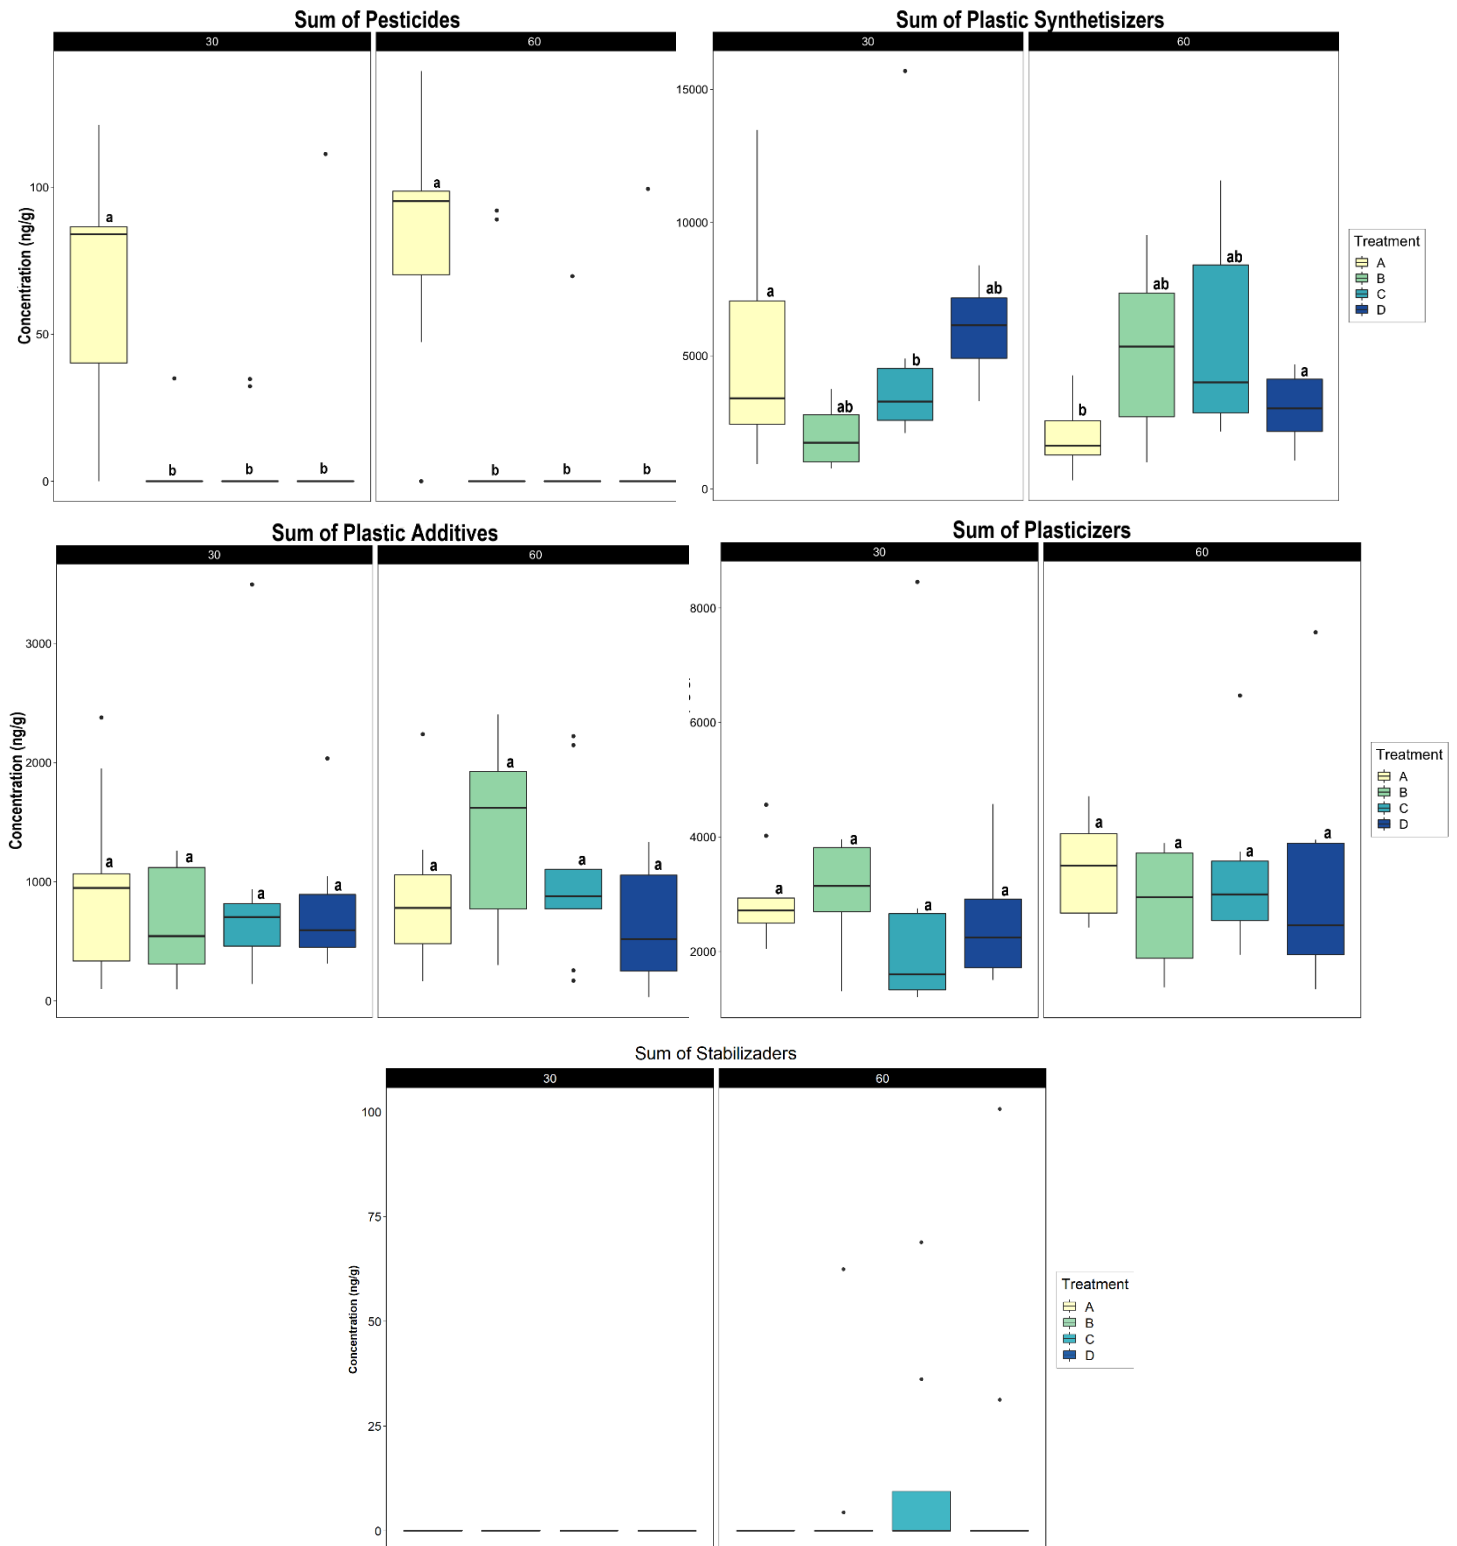 Sum of Pesticides
30 60
100
50
0
Concentration (ng/g)
a b b b a b b b
Sum of Plastic Synthetisizers
30 60
15000
10000
5000
0
a ab b ab b ab ab a
Treatment
A
B
C
D
Sum of Plastic Additives
30 60
3000
2000
1000
0
Concentration (ng/g)
a a a a a a a a
Sum of Plasticizers
30 60
8000
6000
4000
2000
a a a a a a a a
Treatment
A
B
C
D
Sum of Stabilizaders
30 60
100
75
50
25
0
Concentration (ng/g)
Treatment
A
B
C
D